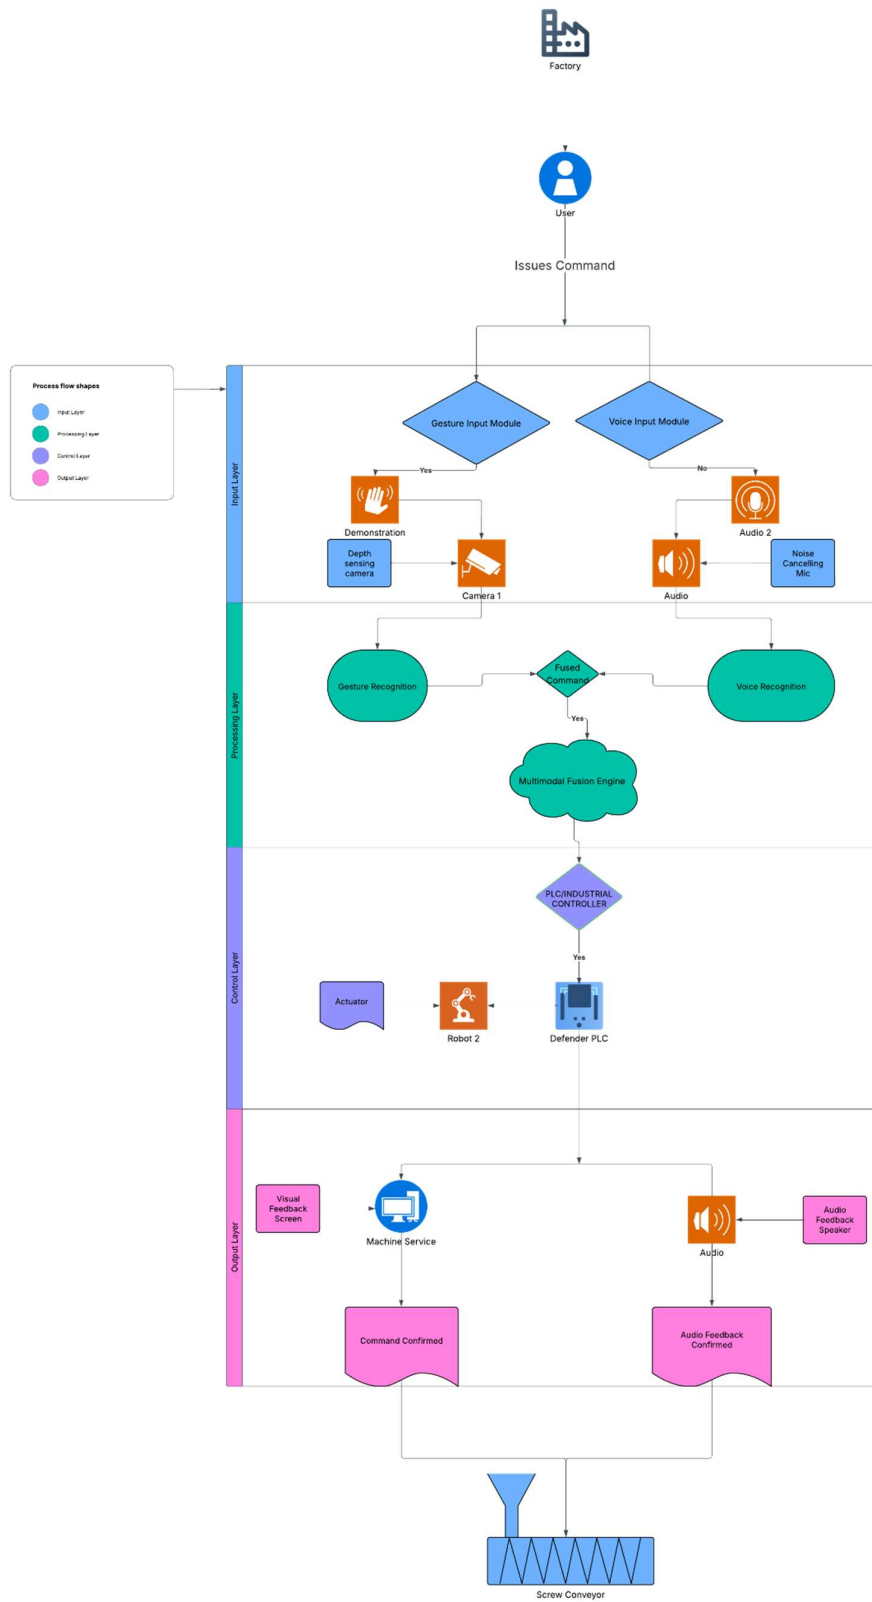 Factory
User
Issues Command
Process flow shapes
Input Layer
Processing Layer
Control Layer
Output Layer
Input Layer
Gesture Input Module
Voice Input Module
Yes
No
Demonstration
Audio 2
Depth
sensing
camera
Noise
Cancelling
Mic
Camera 1
Audio
Processing Layer
Gesture Recognition
Fused
Command
Voice Recognition
Yes
Multimodal Fusion Engine
Control Layer
PLC/INDUSTRIAL
CONTROLLER
Yes
Actuator
Robot 2
Defender PLC
Output Layer
Visual
Feedback
Screen
Machine Service
Audio
Audio
Feedback
Speaker
Command Confirmed
Audio Feedback
Confirmed
Screw Conveyor